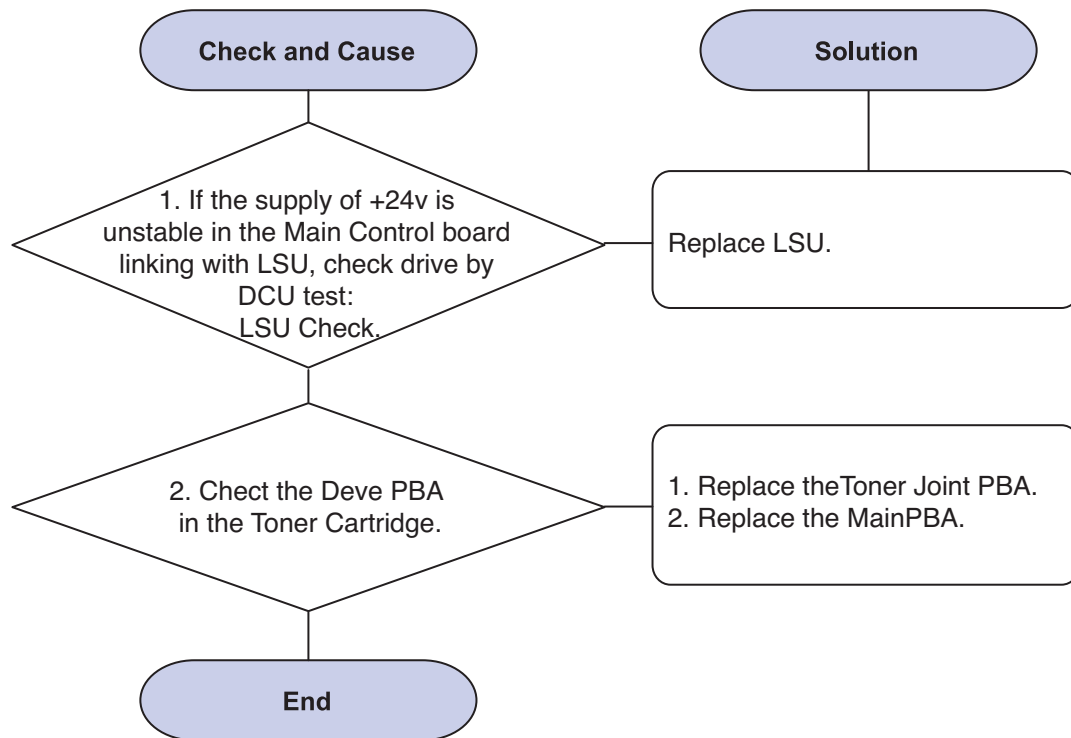 Check and Cause
Solution
1. If the supply of +24v is
unstable in the Main Control board
linking with LSU, check drive by
DCU test:
LSU Check.
Replace LSU.
2. Chect the Deve PBA
in the Toner Cartridge.
1. Replace theToner Joint PBA.
2. Replace the MainPBA.
End